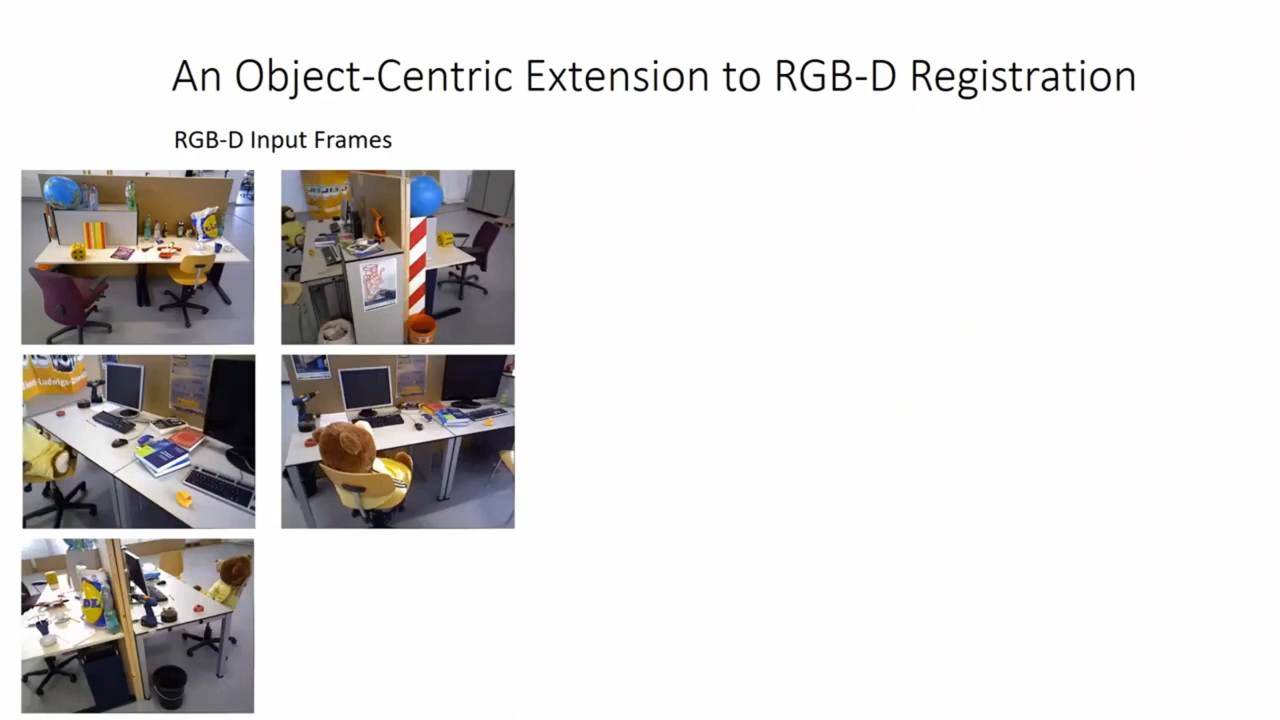 An Object-Centric Extension to RGB-D Registration
RGB-D Input Frames